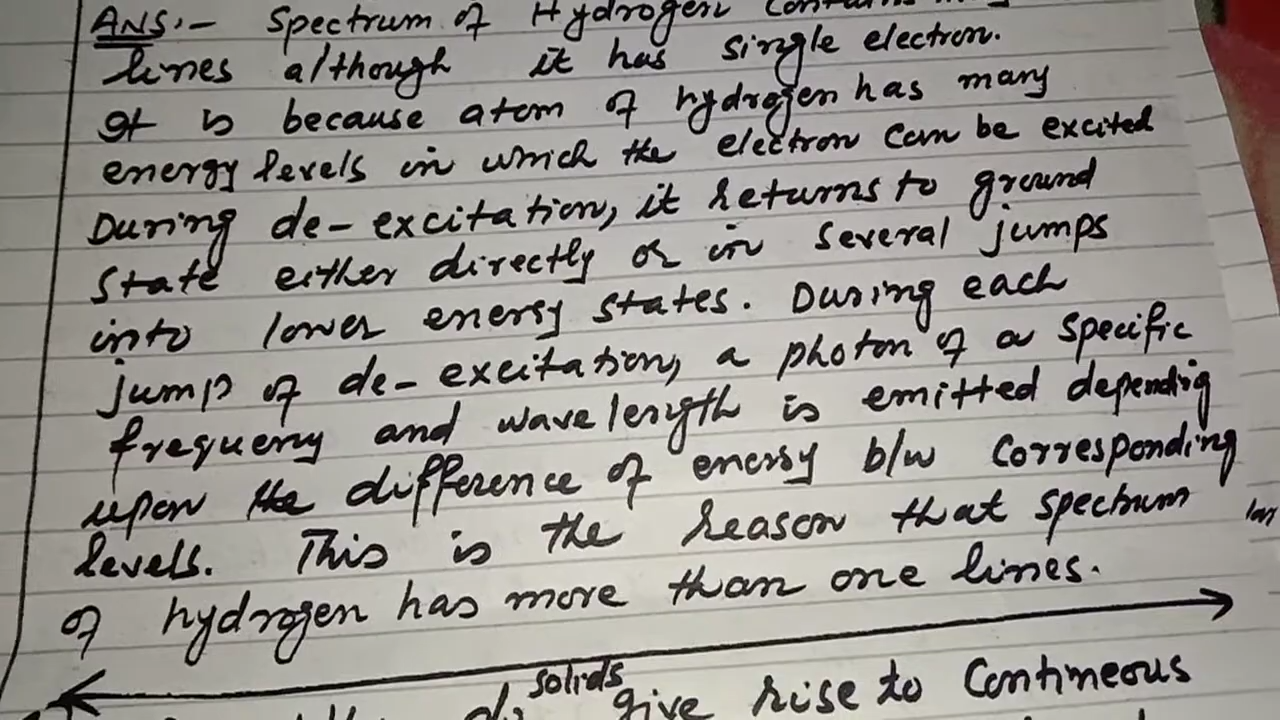 ANS:- Spectrum of Hydrogen contains
lines although it has single electron.
It is because atom of hydrogen has many
energy levels in which the electron can be excited
During de-excitation, it returns to ground
state either directly or in several jumps
into lower energy states. During each
jump of de-excitation, a photon of a specific
frequency and wavelength is emitted depending
upon the difference of energy b/w corresponding
levels. This is the reason that spectrum
of hydrogen has more than one lines.
solids
give rise to Contineous